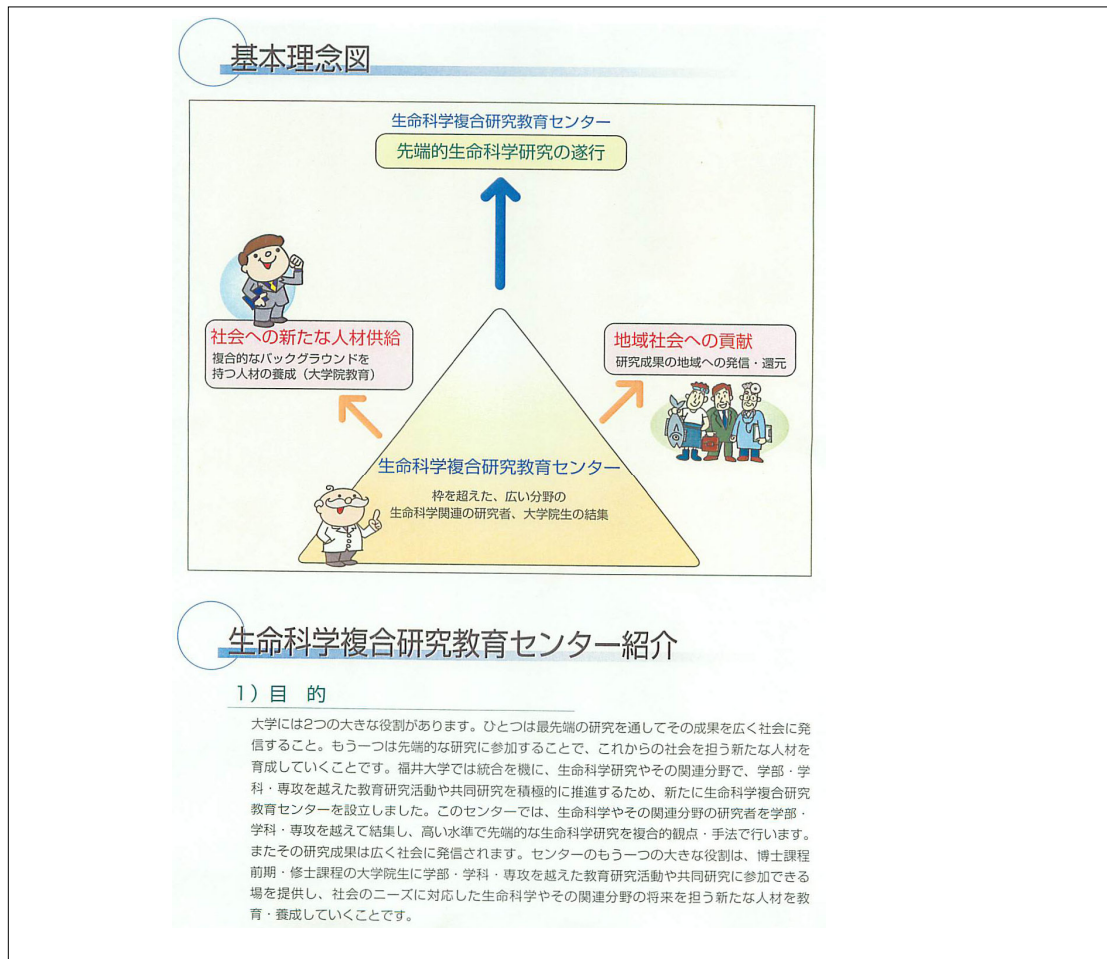 基本理念図
生命科学複合研究教育センター
先端的生命科学研究の遂行
社会への新たな人材供給
複合的なバックグラウンドを
持つ人材の養成（大学院教育）
地域社会への貢献
研究成果の地域への発信・還元
生命科学複合研究教育センター
枠を超えた、広い分野の
生命科学関連の研究者、大学院生の結集
生命科学複合研究教育センター紹介
1）目　的
大学には2つの大きな役割があります。ひとつは最先端の研究を通してその成果を広く社会に発
信すること。もう一つは先端的な研究に参加することで、これからの社会を担う新たな人材を
育成していくことです。福井大学では統合を機に、生命科学研究やその関連分野で、学部・学
科・専攻を越えた教育研究活動や共同研究を積極的に推進するため、新たに生命科学複合研究
教育センターを設立しました。このセンターでは、生命科学やその関連分野の研究者を学部・
学科・専攻を越えて結集し、高い水準で先端的な生命科学研究を複合的観点・手法で行います。
またその研究成果は広く社会に発信されます。センターのもう一つの大きな役割は、博士課程
前期・修士課程の大学院生に学部・学科・専攻を越えた教育研究活動や共同研究に参加できる
場を提供し、社会のニーズに対応した生命科学やその関連分野の将来を担う新たな人材を教
育・養成していくことです。